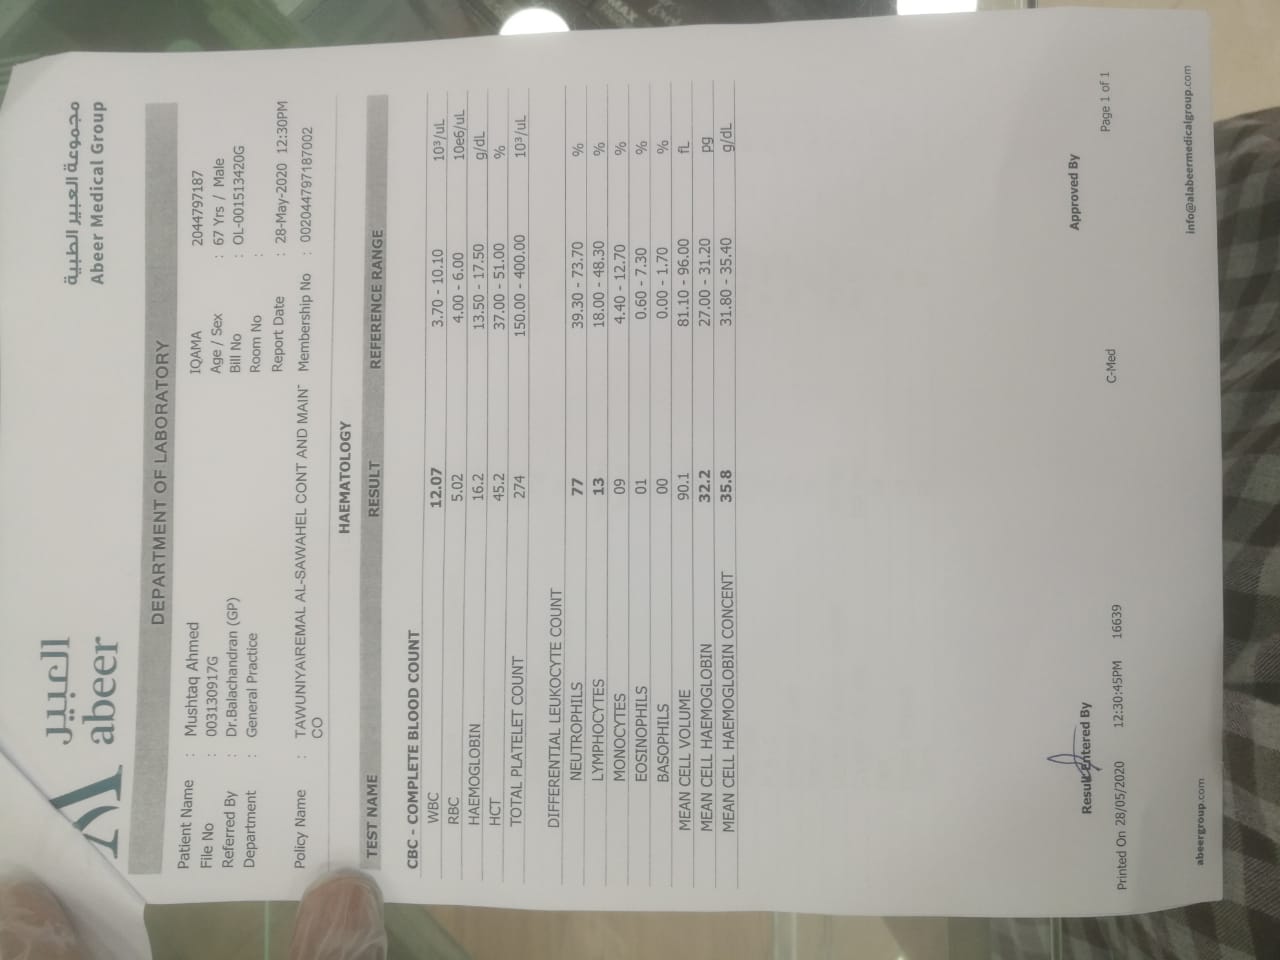 العبير
abeer
مجموعة العبير الطبية
Abeer Medical Group
DEPARTMENT OF LABORATORY
Patient Name : Mushtaq Ahmed
File No : 003130917G
Referred By : Dr.Balachandran (GP)
Department : General Practice
IQAMA 2044797187
Age / Sex : 67 Yrs / Male
Bill No : OL-001513420G
Room No :
Report Date : 28-May-2020 12:30PM
Policy Name : TAWUNIYA\REMAL AL-SAWAHEL CONT AND MAINT
CO
Membership No : 002044797187002
HAEMATOLOGY
TEST NAME RESULT REFERENCE RANGE
CBC - COMPLETE BLOOD COUNT
WBC 12.07 3.70 - 10.10 10³/uL
RBC 5.02 4.00 - 6.00 10e6/uL
HAEMOGLOBIN 16.2 13.50 - 17.50 g/dL
HCT 45.2 37.00 - 51.00 %
TOTAL PLATELET COUNT 274 150.00 - 400.00 10³/uL
DIFFERENTIAL LEUKOCYTE COUNT
NEUTROPHILS 77 39.30 - 73.70 %
LYMPHOCYTES 13 18.00 - 48.30 %
MONOCYTES 09 4.40 - 12.70 %
EOSINOPHILS 01 0.60 - 7.30 %
BASOPHILS 00 0.00 - 1.70 %
MEAN CELL VOLUME 90.1 81.10 - 96.00 fL
MEAN CELL HAEMOGLOBIN 32.2 27.00 - 31.20 pg
MEAN CELL HAEMOGLOBIN CONCENT 35.8 31.80 - 35.40 g/dL
Result Entered By
Approved By
Printed On 28/05/2020 12:30:45PM 16639
C-Med
Page 1 of 1
abeergroup.com
info@alabeermedicalgroup.com